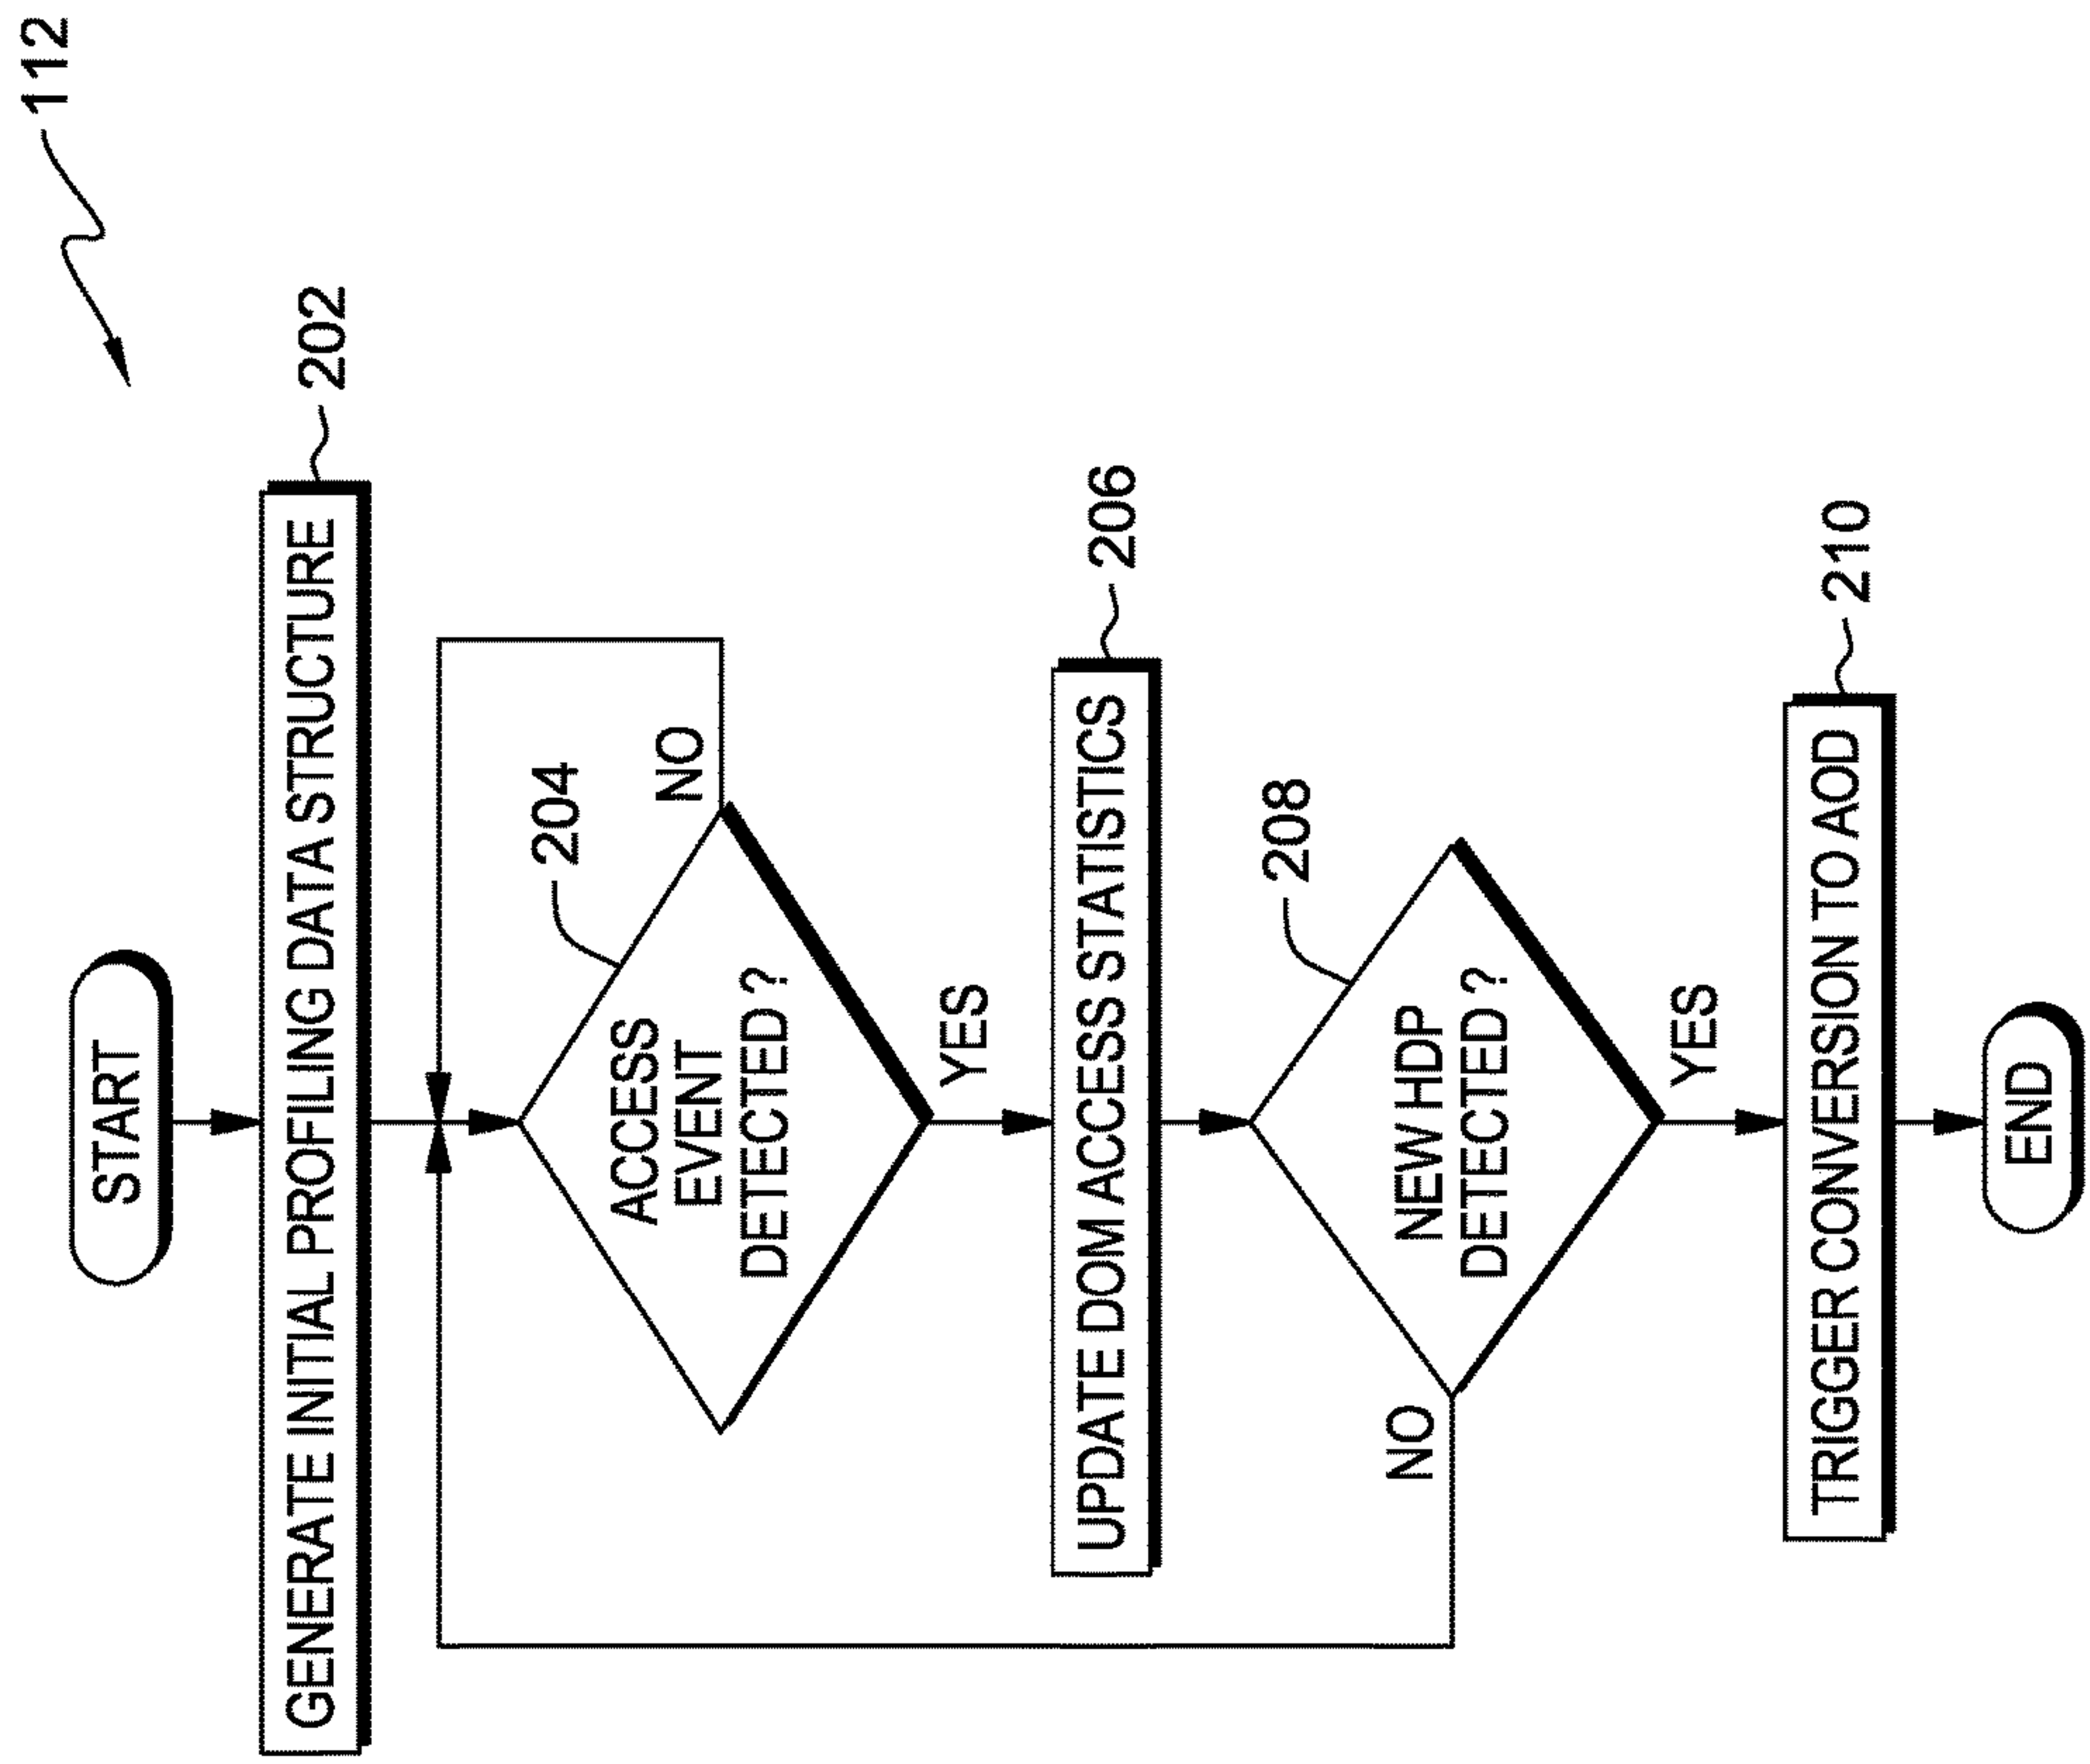 112
START
GENERATE INITIAL PROFILING DATA STRUCTURE
202
204
ACCESS
EVENT
DETECTED ?
NO
YES
UPDATE DOM ACCESS STATISTICS
206
208
NEW HDP
DETECTED ?
NO
YES
TRIGGER CONVERSION TO AOD
210
END